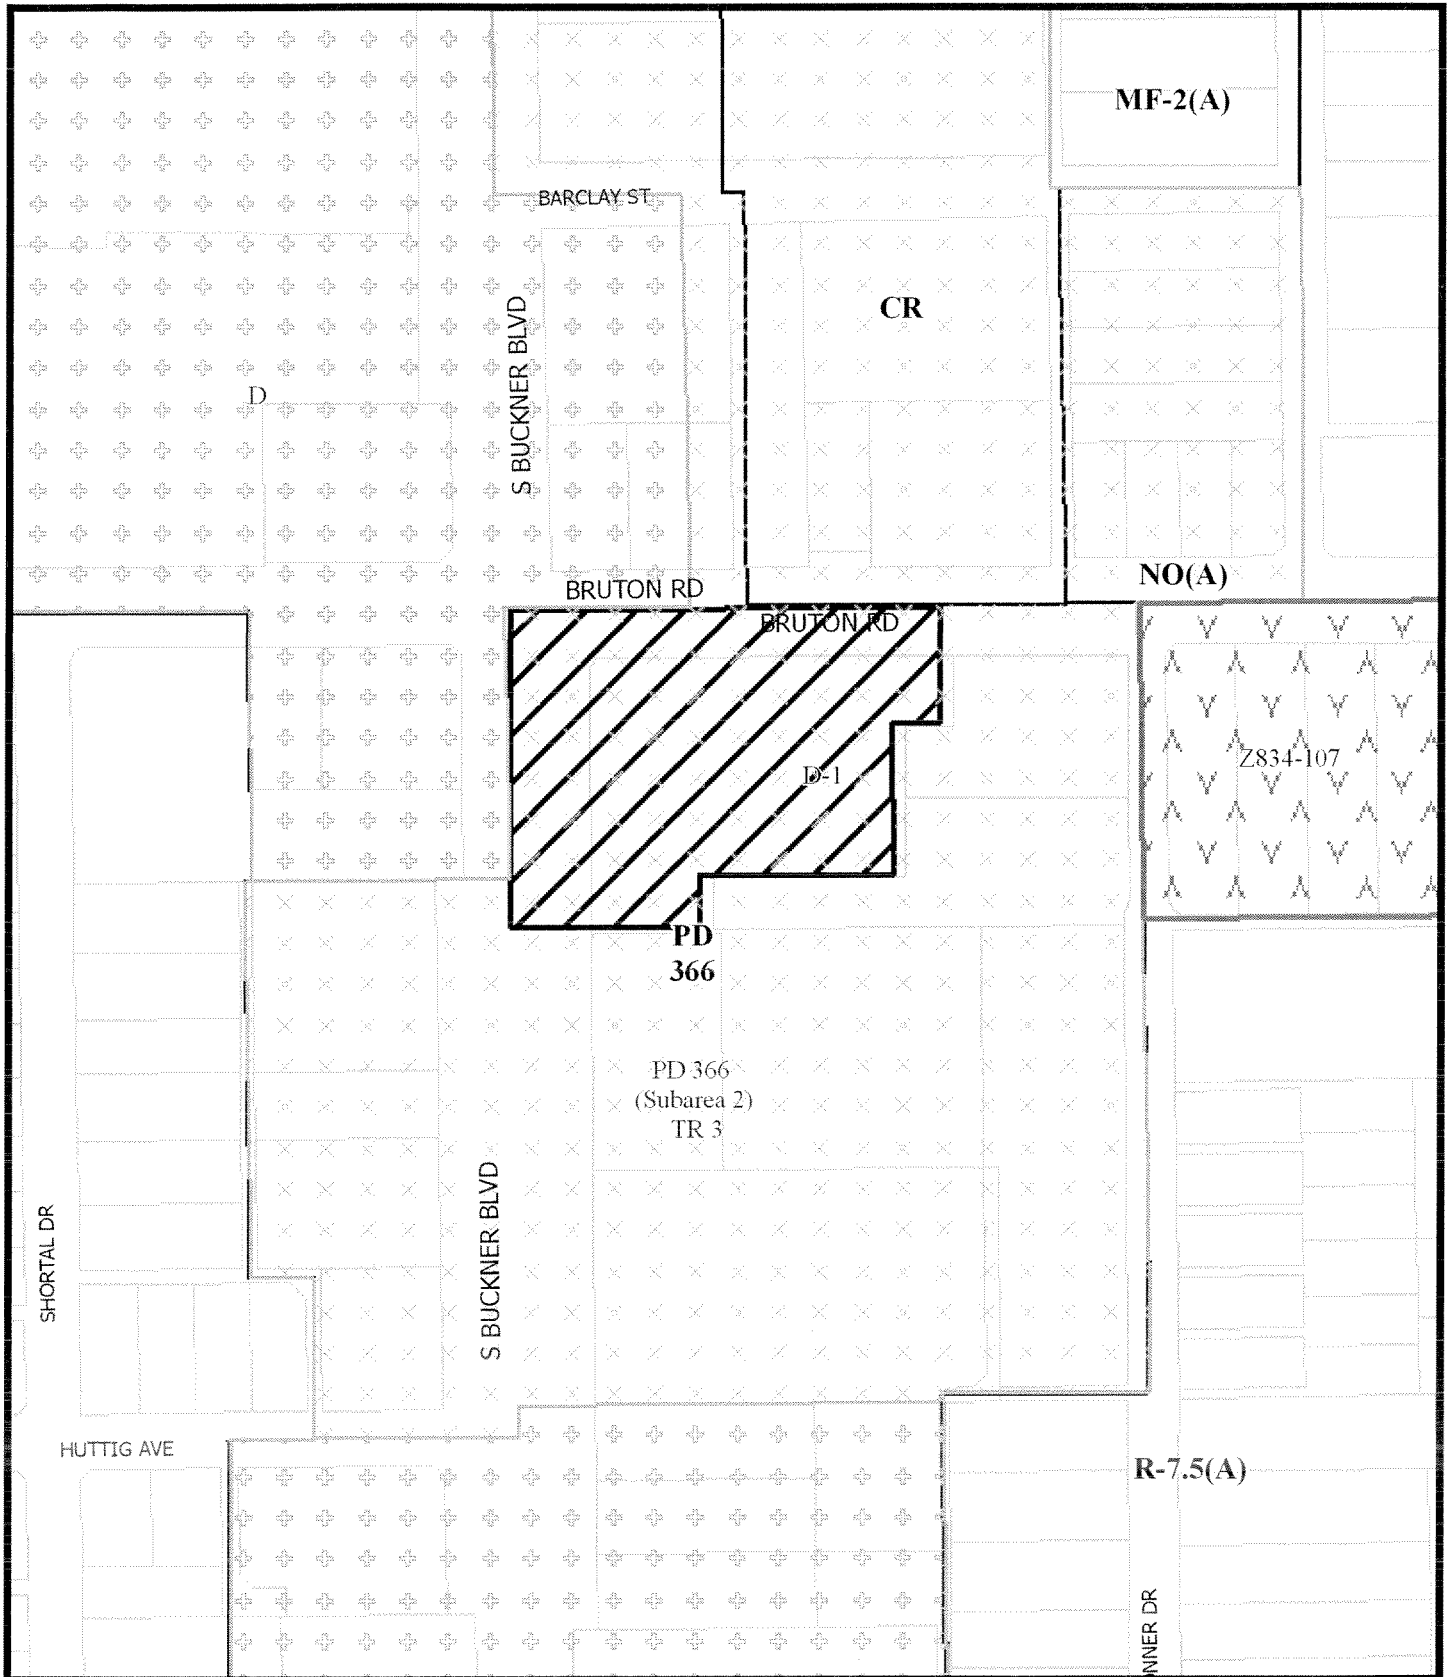 MF-2(A)
BARCLAY ST
CR
S BUCKNER BLVD
D
NO(A)
BRUTON RD
BRUTON RD
Z834-107
D-1
PD
366
PD 366
(Subarea 2)
TR 3
S BUCKNER BLVD
SHORTAL DR
HUTTIG AVE
R-7.5(A)
NNER DR